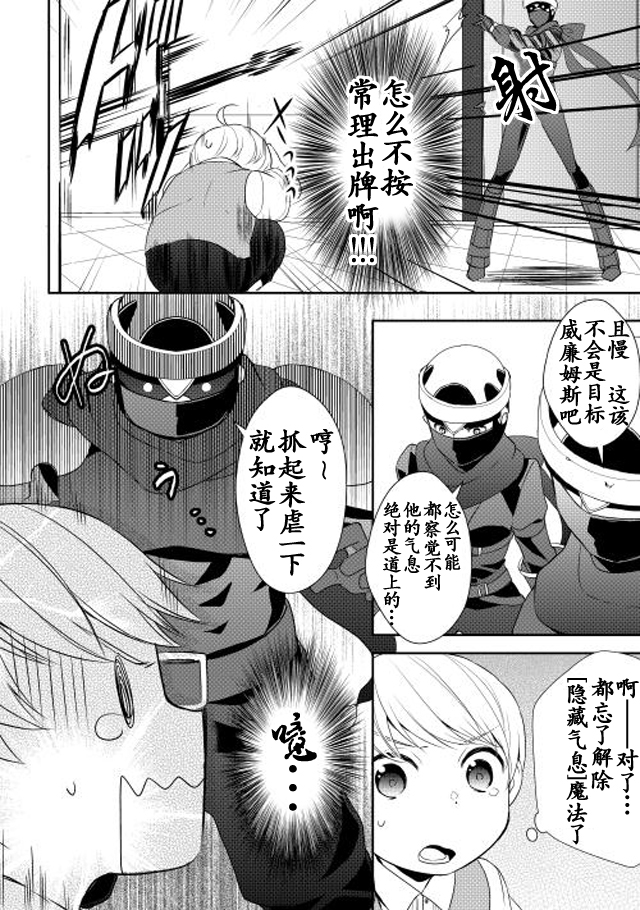 射
怎么不按
常理出牌啊
!!!
且慢 这该
不会是目标
威廉姆斯吧
怎么可能
都察觉不到
他的气息
绝对是道上的…
ぬ
う
哼~
抓起来虐一下
就知道了
啊——对了…
都忘了解除
[隐藏气息]魔法了
噫…